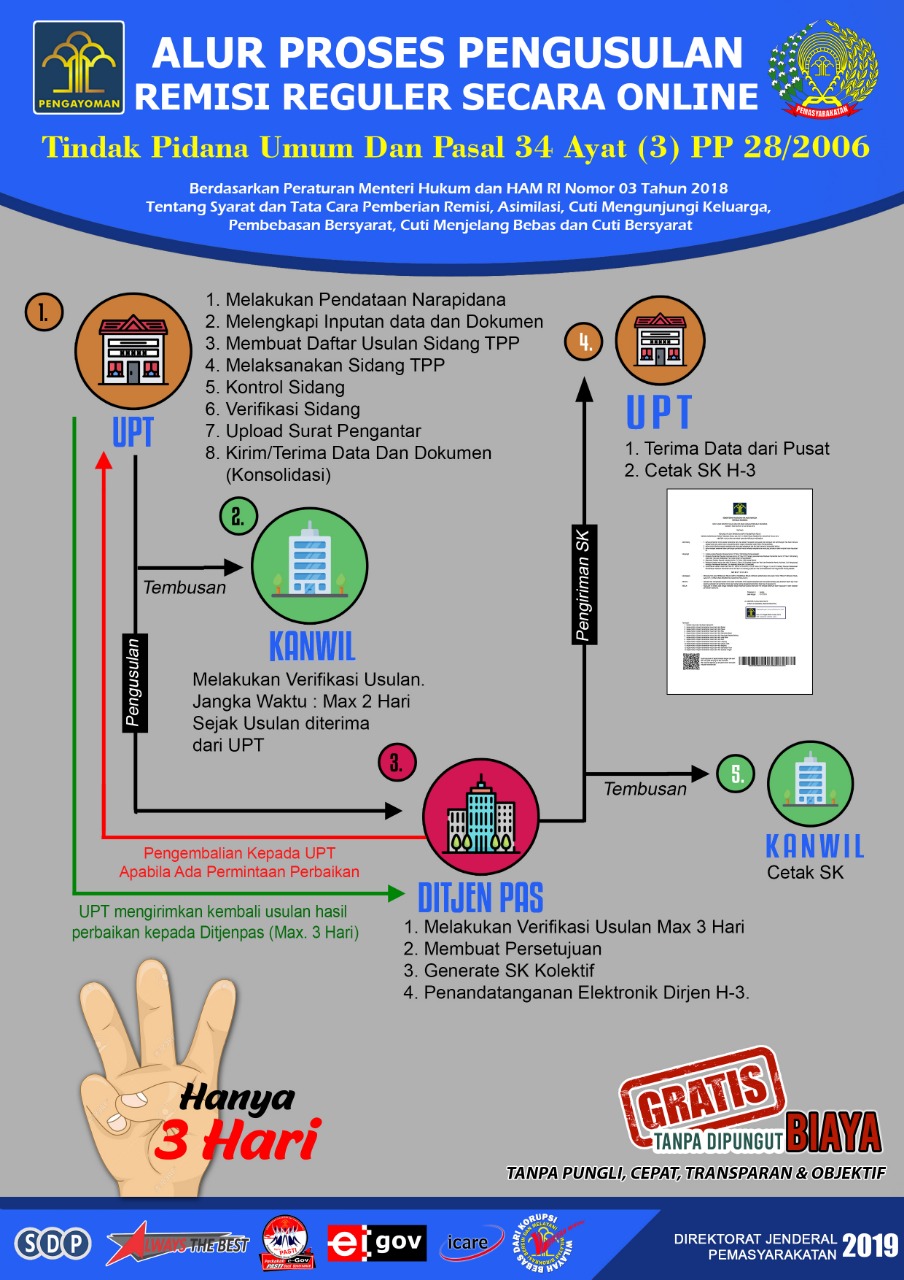 PENGAYOMAN
ALUR PROSES PENGUSULAN
REMISI REGULER SECARA ONLINE
PEMASYARAKATAN
Tindak Pidana Umum Dan Pasal 34 Ayat (3) PP 28/2006
Berdasarkan Peraturan Menteri Hukum dan HAM RI Nomor 03 Tahun 2018
Tentang Syarat dan Tata Cara Pemberian Remisi, Asimilasi, Cuti Mengunjungi Keluarga,
Pembebasan Bersyarat, Cuti Menjelang Bebas dan Cuti Bersyarat
1.
UPT
1. Melakukan Pendataan Narapidana
2. Melengkapi Inputan data dan Dokumen
3. Membuat Daftar Usulan Sidang TPP
4. Melaksanakan Sidang TPP
5. Kontrol Sidang
6. Verifikasi Sidang
7. Upload Surat Pengantar
8. Kirim/Terima Data Dan Dokumen
(Konsolidasi)
4.
UPT
1. Terima Data dari Pusat
2. Cetak SK H-3
2.
Tembusan
KANWIL
Melakukan Verifikasi Usulan.
Jangka Waktu : Max 2 Hari
Sejak Usulan diterima
dari UPT
Pengusulan
Pengiriman SK
3.
DITJEN PAS
1. Melakukan Verifikasi Usulan Max 3 Hari
2. Membuat Persetujuan
3. Generate SK Kolektif
4. Penandatanganan Elektronik Dirjen H-3.
Tembusan
5.
KANWIL
Cetak SK
Pengembalian Kepada UPT
Apabila Ada Permintaan Perbaikan
UPT mengirimkan kembali usulan hasil
perbaikan kepada Ditjenpas (Max. 3 Hari)
Hanya
3 Hari
GRATIS
TANPA DIPUNGUT BIAYA
TANPA PUNGLI, CEPAT, TRANSPARAN & OBJEKTIF
SDP
ALWAYS THE BEST
PASTI
e-gov
icare
WILAYAH BEBAS DARI KORUPSI
DIREKTORAT JENDERAL
PEMASYARAKATAN 2019